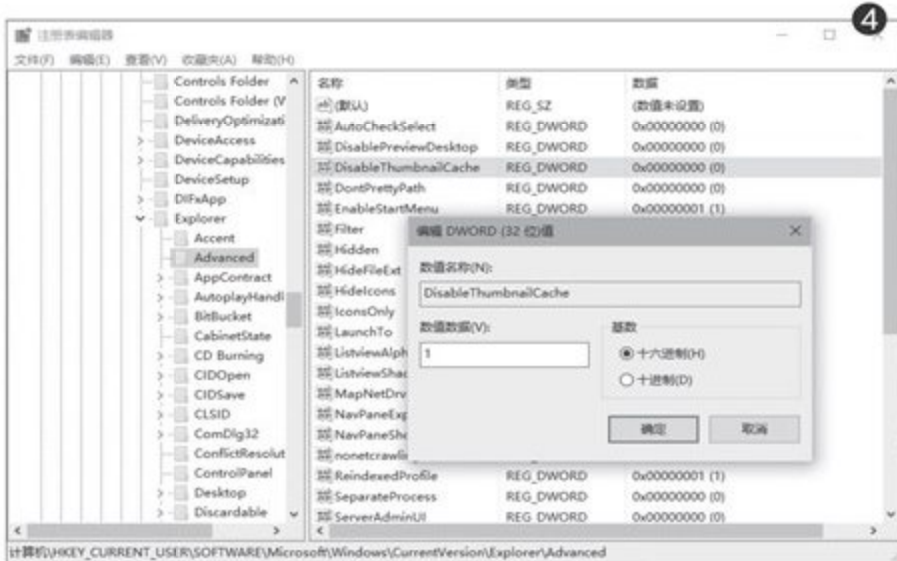 4
注册表编辑器
文件(F) 编辑(E) 查看(V) 收藏夹(A) 帮助(H)
Controls Folder
Controls Folder (V
DeliveryOptimizati
DeviceAccess
DeviceCapabilities
DeviceSetup
DIFxApp
Explorer
Accent
Advanced
AppContract
AutoplayHandl
BitBucket
CabinetState
CD Burning
CIDOpen
CIDSave
CLSID
ComDlg32
ConflictResolut
ControlPanel
Desktop
Discardable
名称 类型 数据
(默认) REG_SZ (数值未设置)
AutoCheckSelect REG_DWORD 0x00000000 (0)
DisablePreviewDesktop REG_DWORD 0x00000000 (0)
DisableThumbnailCache REG_DWORD 0x00000000 (0)
DontPrettyPath REG_DWORD 0x00000000 (0)
EnableStartMenu REG_DWORD 0x00000001 (1)
Filter
Hidden
HideFileExt
HideIcons
IconsOnly
LaunchTo
ListviewAlph
ListviewShad
MapNetDrv
NavPaneExp
NavPaneSho
nonetcrawlin
ReindexedProfile REG_DWORD 0x00000001 (1)
SeparateProcess REG_DWORD 0x00000000 (0)
ServerAdminUI REG_DWORD 0x00000000 (0)
编辑 DWORD (32 位)值
数值名称(N):
DisableThumbnailCache
数值数据(V): 基数
1
十六进制(H)
十进制(D)
确定 取消
计算机\HKEY_CURRENT_USER\SOFTWARE\Microsoft\Windows\CurrentVersion\Explorer\Advanced